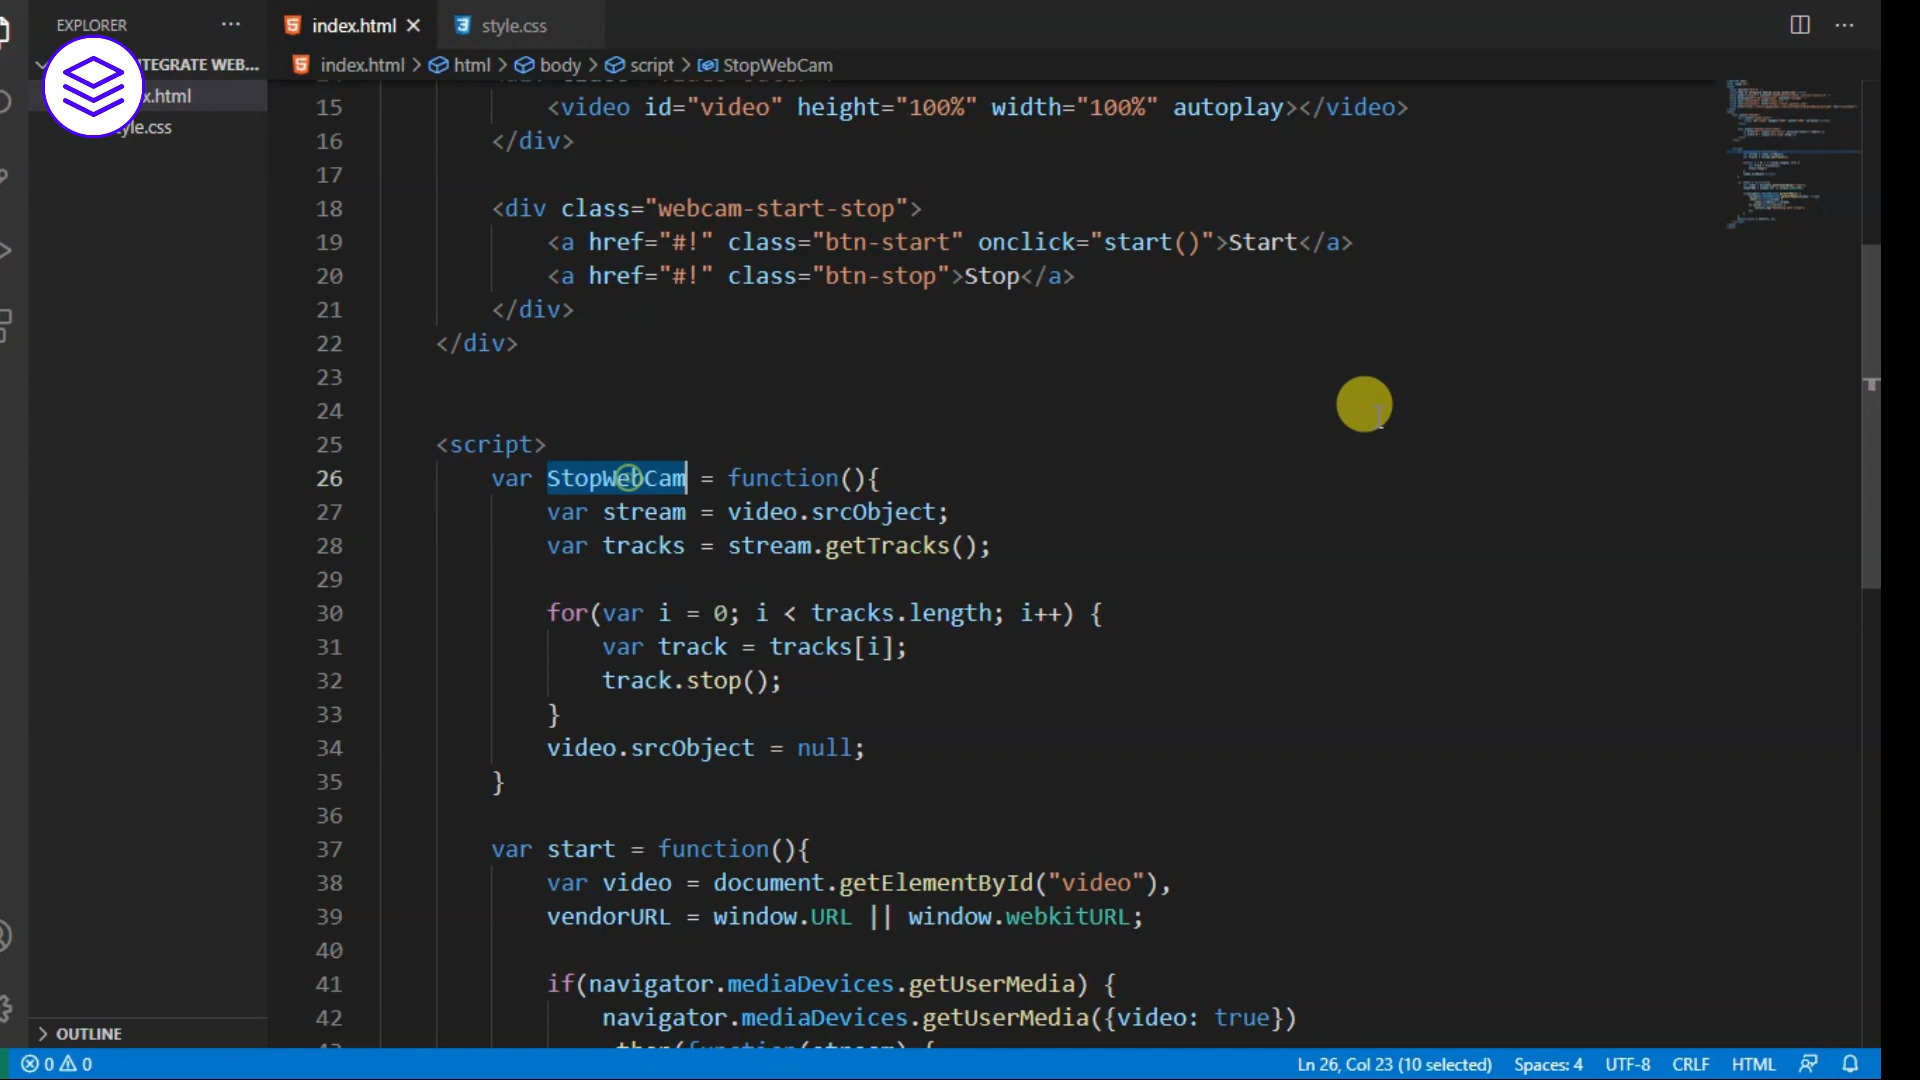 EXPLORER ···
index.html
style.css
···
index.html > html > body > script > StopWebCam
NTEGRATE WEB...
x.html
tyle.css
15 <video id="video" height="100%" width="100%" autoplay></video>
16 </div>
17
18 <div class="webcam-start-stop">
19 <a href="#!" class="btn-start" onclick="start()">Start</a>
20 <a href="#!" class="btn-stop">Stop</a>
21 </div>
22 </div>
23
24
25 <script>
26 var StopWebCam = function(){
27 var stream = video.srcObject;
28 var tracks = stream.getTracks();
29
30 for(var i = 0; i < tracks.length; i++) {
31 var track = tracks[i];
32 track.stop();
33 }
34 video.srcObject = null;
35 }
36
37 var start = function(){
38 var video = document.getElementById("video"),
39 vendorURL = window.URL || window.webkitURL;
40
41 if(navigator.mediaDevices.getUserMedia) {
42 navigator.mediaDevices.getUserMedia({video: true})
OUTLINE
0 0 Ln 26, Col 23 (10 selected) Spaces: 4 UTF-8 CRLF HTML